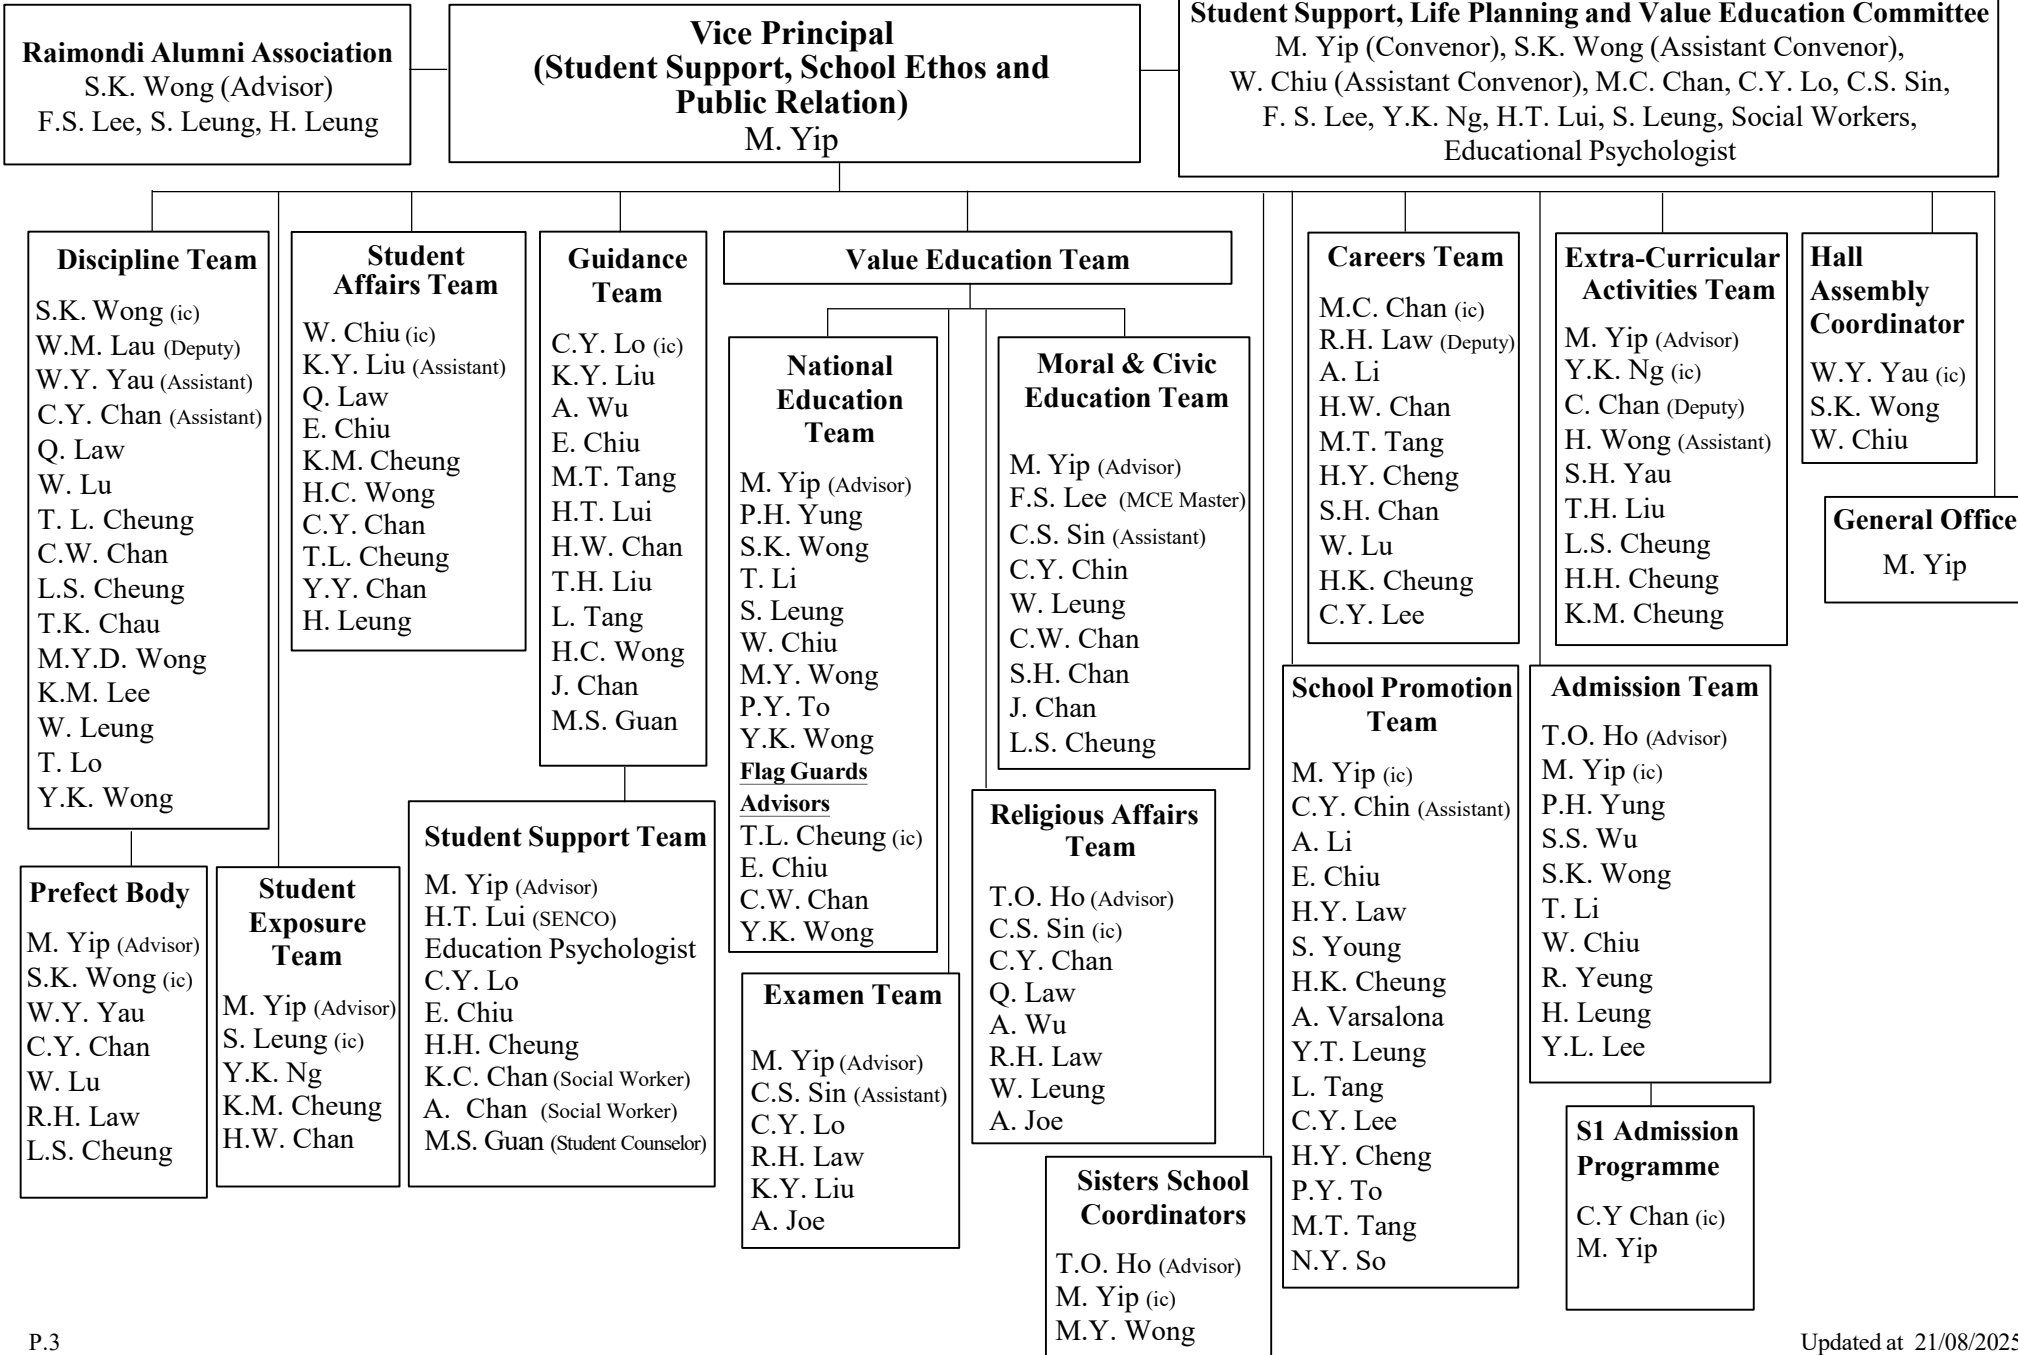 Raimondi Alumni Association
S.K. Wong (Advisor)
F.S. Lee, S. Leung, H. Leung
Vice Principal
(Student Support, School Ethos and
Public Relation)
M. Yip
Student Support, Life Planning and Value Education Committee
M. Yip (Convenor), S.K. Wong (Assistant Convenor),
W. Chiu (Assistant Convenor), M.C. Chan, C.Y. Lo, C.S. Sin,
F. S. Lee, Y.K. Ng, H.T. Lui, S. Leung, Social Workers,
Educational Psychologist
Discipline Team
S.K. Wong (ic)
W.M. Lau (Deputy)
W.Y. Yau (Assistant)
C.Y. Chan (Assistant)
Q. Law
W. Lu
T. L. Cheung
C.W. Chan
L.S. Cheung
T.K. Chau
M.Y.D. Wong
K.M. Lee
W. Leung
T. Lo
Y.K. Wong
Prefect Body
M. Yip (Advisor)
S.K. Wong (ic)
W.Y. Yau
C.Y. Chan
W. Lu
R.H. Law
L.S. Cheung
Student
Exposure
Team
M. Yip (Advisor)
S. Leung (ic)
Y.K. Ng
K.M. Cheung
H.W. Chan
Student
Affairs Team
W. Chiu (ic)
K.Y. Liu (Assistant)
Q. Law
E. Chiu
K.M. Cheung
H.C. Wong
C.Y. Chan
T.L. Cheung
Y.Y. Chan
H. Leung
Guidance
Team
C.Y. Lo (ic)
K.Y. Liu
A. Wu
E. Chiu
M.T. Tang
H.T. Lui
H.W. Chan
T.H. Liu
L. Tang
H.C. Wong
J. Chan
M.S. Guan
Student Support Team
M. Yip (Advisor)
H.T. Lui (SENCO)
Education Psychologist
C.Y. Lo
E. Chiu
H.H. Cheung
K.C. Chan (Social Worker)
A. Chan (Social Worker)
M.S. Guan (Student Counselor)
Value Education Team
National
Education
Team
M. Yip (Advisor)
P.H. Yung
S.K. Wong
T. Li
S. Leung
W. Chiu
M.Y. Wong
P.Y. To
Y.K. Wong
Flag Guards
Advisors
T.L. Cheung (ic)
E. Chiu
C.W. Chan
Y.K. Wong
Examen Team
M. Yip (Advisor)
C.S. Sin (Assistant)
C.Y. Lo
R.H. Law
K.Y. Liu
A. Joe
Moral & Civic
Education Team
M. Yip (Advisor)
F.S. Lee (MCE Master)
C.S. Sin (Assistant)
C.Y. Chin
W. Leung
C.W. Chan
S.H. Chan
J. Chan
L.S. Cheung
Religious Affairs
Team
T.O. Ho (Advisor)
C.S. Sin (ic)
C.Y. Chan
Q. Law
A. Wu
R.H. Law
W. Leung
A. Joe
Sisters School
Coordinators
T.O. Ho (Advisor)
M. Yip (ic)
M.Y. Wong
Careers Team
M.C. Chan (ic)
R.H. Law (Deputy)
A. Li
H.W. Chan
M.T. Tang
H.Y. Cheng
S.H. Chan
W. Lu
H.K. Cheung
C.Y. Lee
School Promotion
Team
M. Yip (ic)
C.Y. Chin (Assistant)
A. Li
E. Chiu
H.Y. Law
S. Young
H.K. Cheung
A. Varsalona
Y.T. Leung
L. Tang
C.Y. Lee
H.Y. Cheng
P.Y. To
M.T. Tang
N.Y. So
Extra-Curricular
Activities Team
M. Yip (Advisor)
Y.K. Ng (ic)
C. Chan (Deputy)
H. Wong (Assistant)
S.H. Yau
T.H. Liu
L.S. Cheung
H.H. Cheung
K.M. Cheung
Admission Team
T.O. Ho (Advisor)
M. Yip (ic)
P.H. Yung
S.S. Wu
S.K. Wong
T. Li
W. Chiu
R. Yeung
H. Leung
Y.L. Lee
S1 Admission
Programme
C.Y Chan (ic)
M. Yip
Hall
Assembly
Coordinator
W.Y. Yau (ic)
S.K. Wong
W. Chiu
General Office
M. Yip
P.3
Updated at 21/08/2025